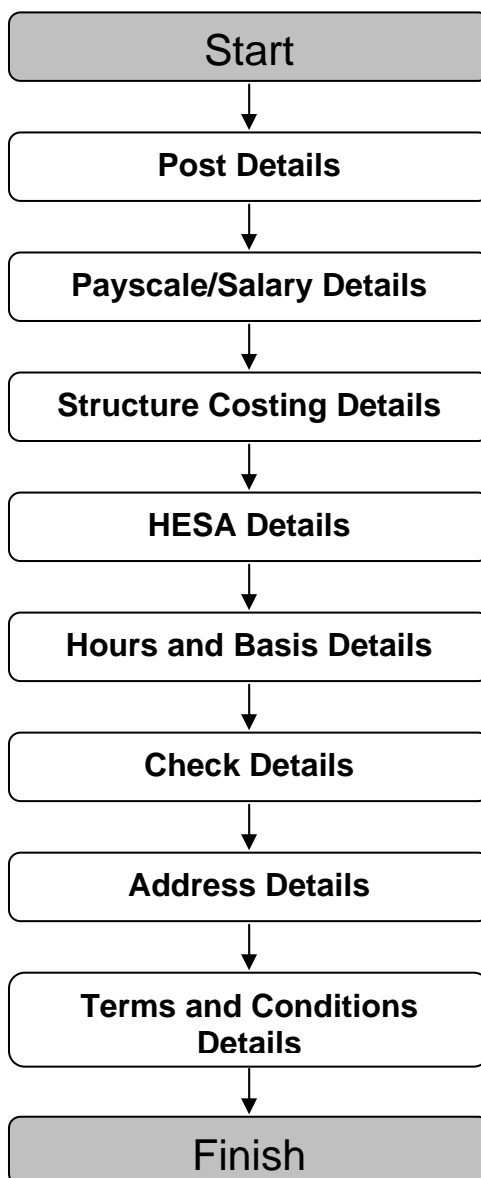 Start
Post Details
Payscale/Salary Details
Structure Costing Details
HESA Details
Hours and Basis Details
Check Details
Address Details
Terms and Conditions
Details
Finish